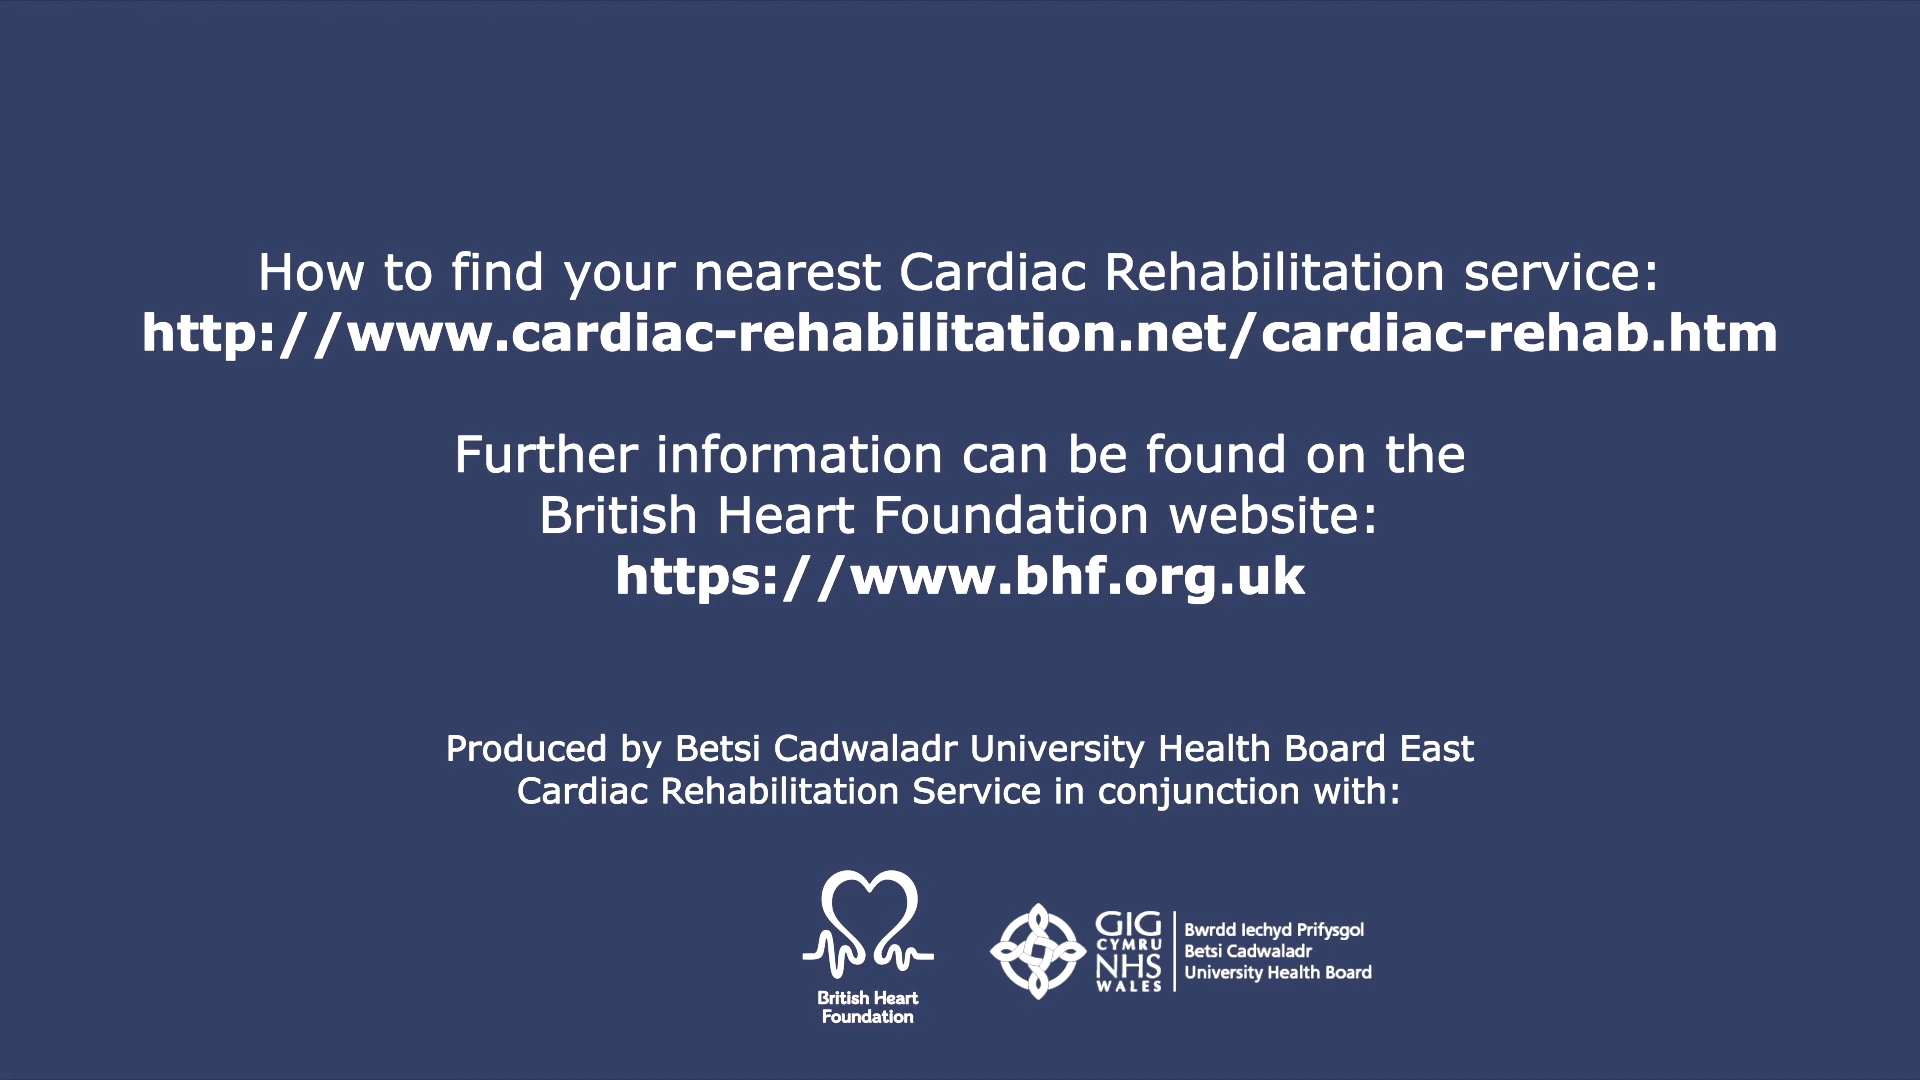 How to find your nearest Cardiac Rehabilitation service:
http://www.cardiac-rehabilitation.net/cardiac-rehab.htm
Further information can be found on the
British Heart Foundation website:
https://www.bhf.org.uk
Produced by Betsi Cadwaladr University Health Board East
Cardiac Rehabilitation Service in conjunction with:
British Heart
Foundation
GIG
CYMRU
NHS
WALES
Bwrdd Iechyd Prifysgol
Betsi Cadwaladr
University Health Board